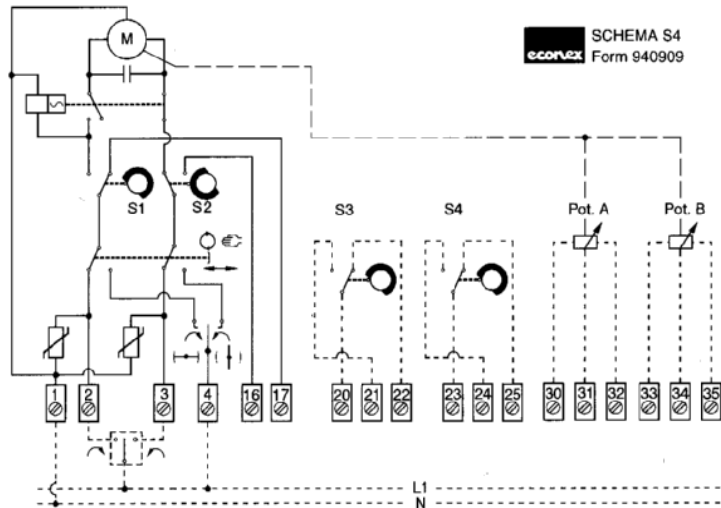 SCHEMA S4
econex Form 940909
M
S1 S2
S3 S4 Pot. A Pot. B
1 2 3 4 16 17 20 21 22 23 24 25 30 31 32 33 34 35
L1
N